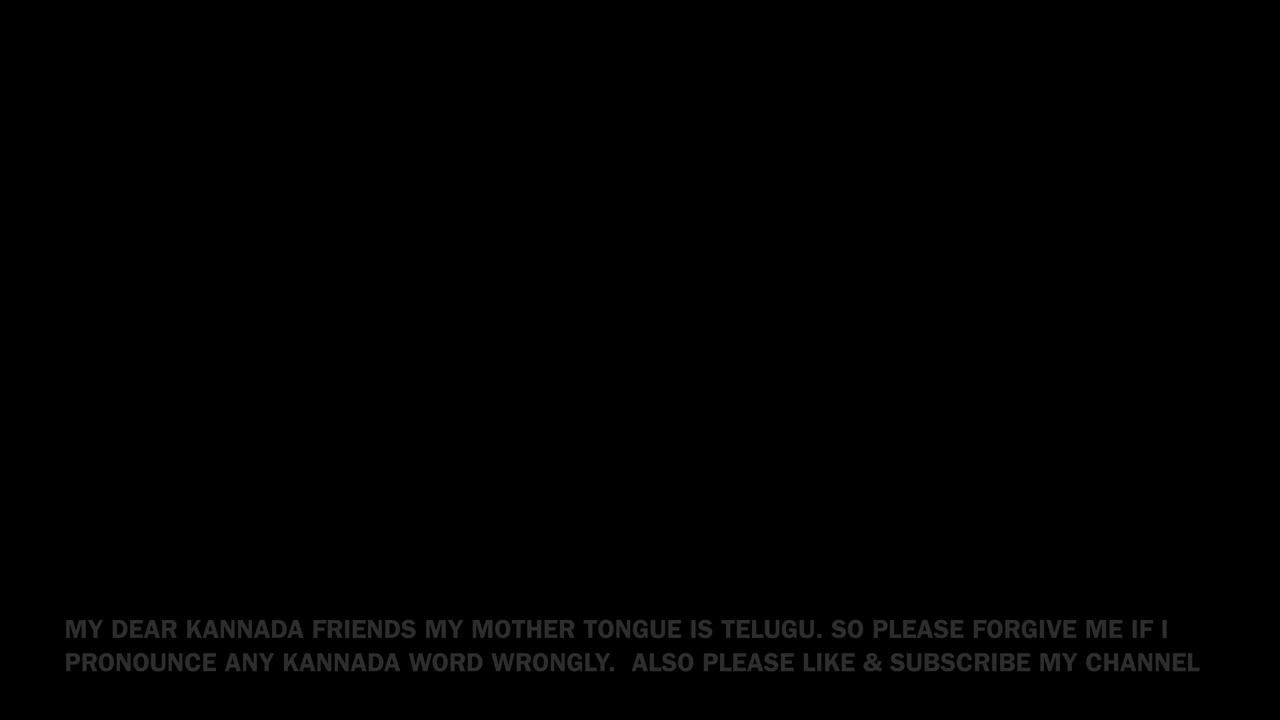 MY DEAR KANNADA FRIENDS MY MOTHER TONGUE IS TELUGU. SO PLEASE FORGIVE ME IF I
PRONOUNCE ANY KANNADA WORD WRONGLY.  ALSO PLEASE LIKE & SUBSCRIBE MY CHANNEL